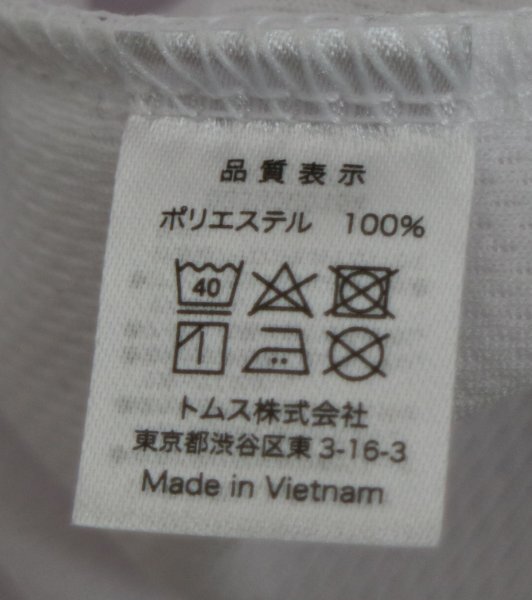 品質表示
ポリエステル 100%
40
トムス株式会社
東京都渋谷区東3-16-3
Made in Vietnam